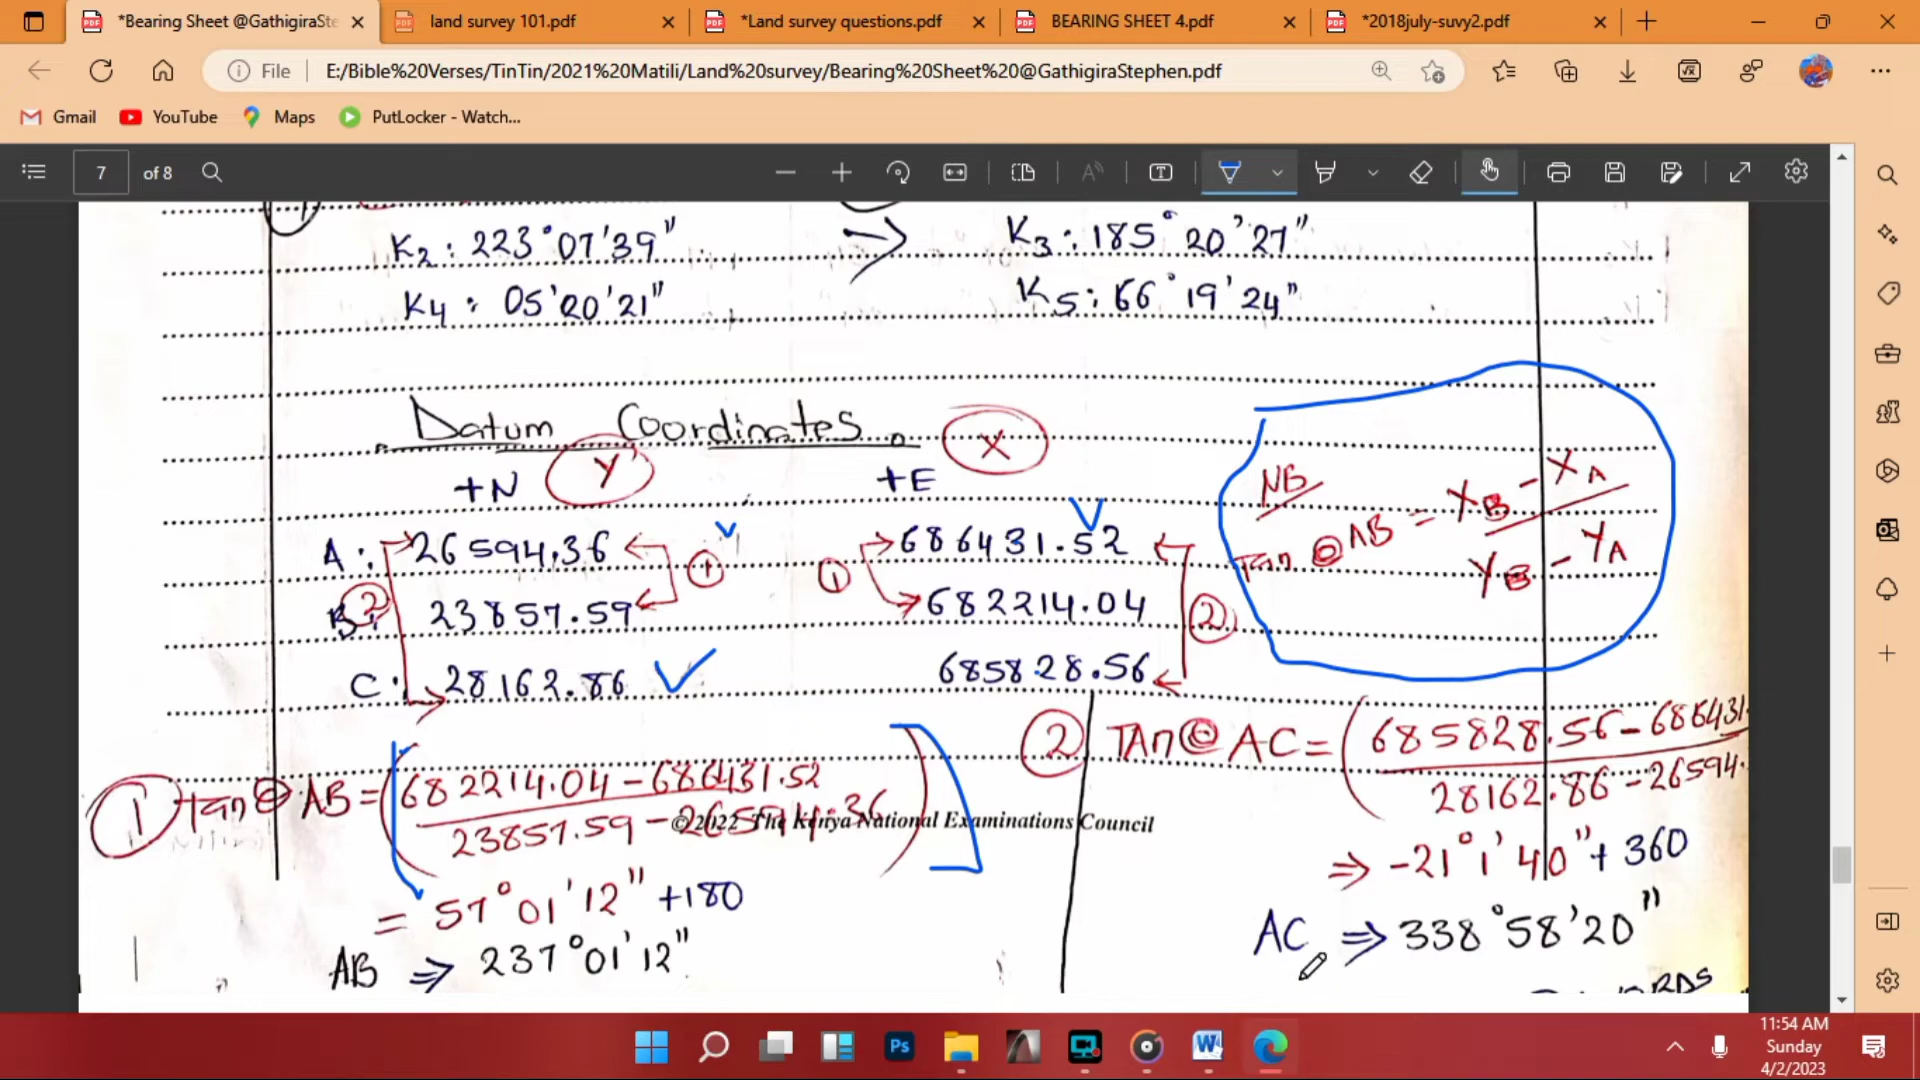 *Bearing Sheet @GathigiraSte
land survey 101.pdf
*Land survey questions.pdf
BEARING SHEET 4.pdf
*2018july-suvy2.pdf
File
E:/Bible%20Verses/TinTin/2021%20Matili/Land%20survey/Bearing%20Sheet%20@GathigiraStephen.pdf
Gmail YouTube Maps PutLocker - Watch...
7 of 8
K2 : 223°07'39" => K3 : 185°20'27"
K4 : 05°20'21" K5 : 66°19'24"
Datum Coordinates
+N Y +E X
A : 26594.36 686431.52
B : 23857.59 682214.04
C : 28162.86 685828.56
1 1 2 2
NB
Tan θ AB = XB - XA
YB - YA
1 tan θ AB = (682214.04 - 686431.52
23857.59 - 26594.36)
©2022 The Kenya National Examinations Council
= 57°01'12" +180
AB => 237°01'12"
2 TAn θ AC = (685828.56 - 686431.
28162.86 - 26594.
=> -21°1'40" + 360
AC => 338°58'20"
11:54 AM
Sunday
4/2/2023